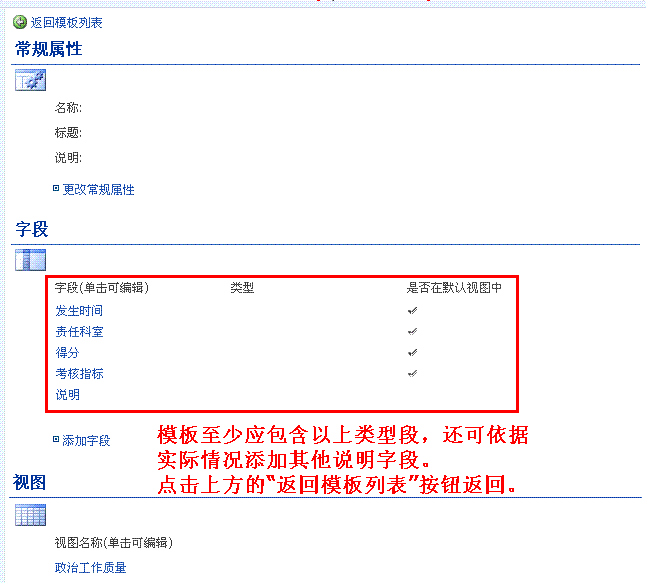 返回模板列表
常规属性
名称:
标题:
说明:
更改常规属性
字段
字段(单击可编辑) 类型 是否在默认视图中
发生时间
责任科室
得分
考核指标
说明
添加字段
模板至少应包含以上类型段，还可依据
实际情况添加其他说明字段。
点击上方的“返回模板列表”按钮返回。
视图
视图名称(单击可编辑)
政治工作质量